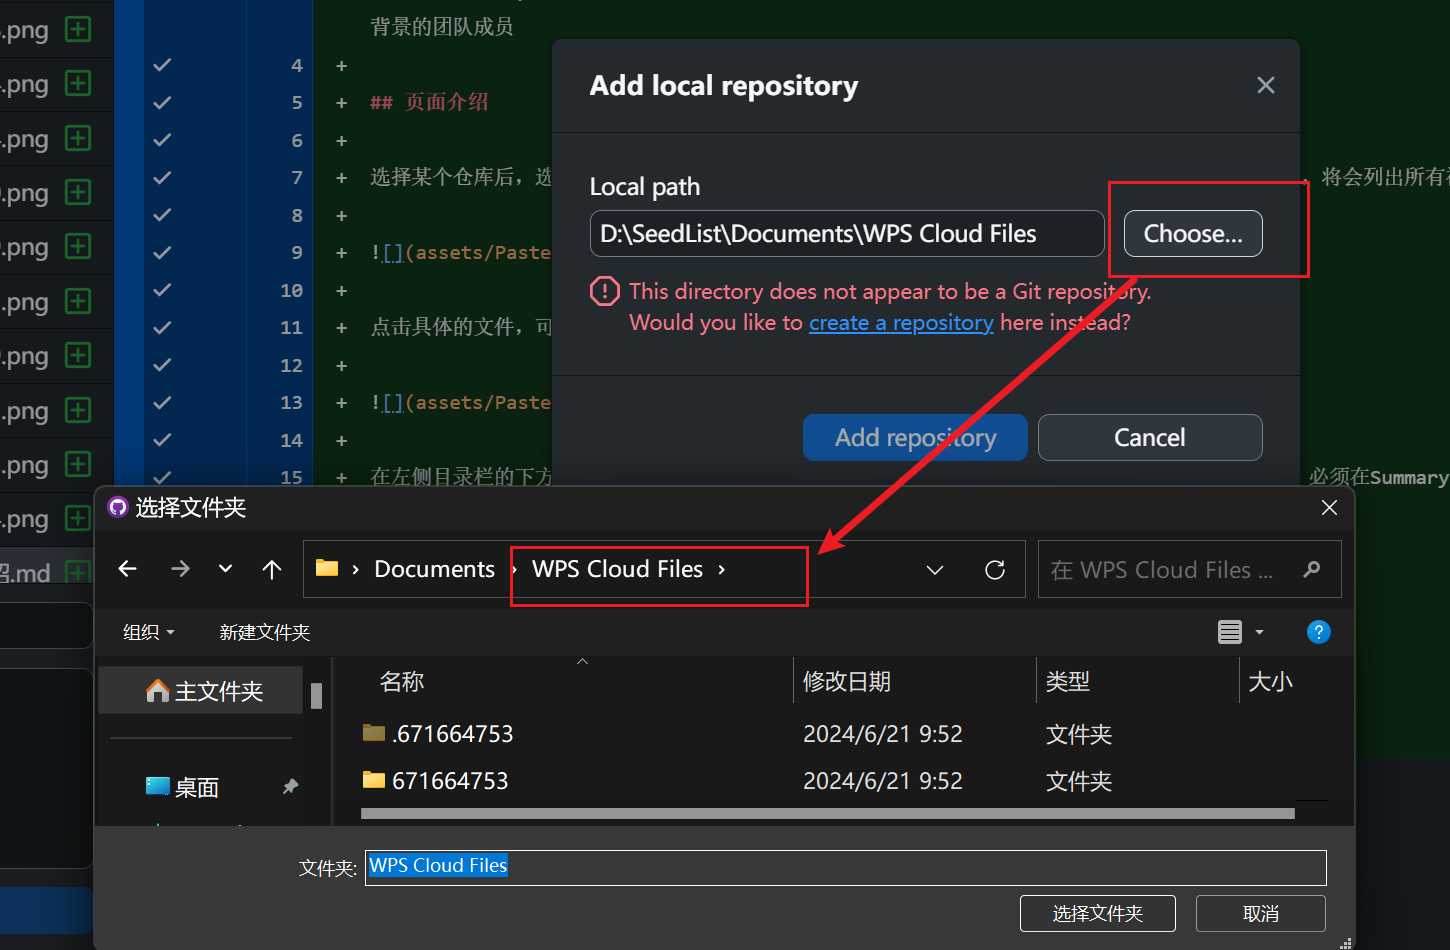 .png
背景的团队成员
4 +
.png
5 + ## 页面介绍
.png
6 +
7 + 选择某个仓库后，选
，将会列出所有被
.png
8 +
9 + ![](assets/Paste
.png
10 +
.png
11 + 点击具体的文件，可
.png
12 +
13 + ![](assets/Paste
.png
14 +
.png
15 + 在左侧目录栏的下方
必须在Summary
.png
.md
Add local repository
Local path
D:\SeedList\Documents\WPS Cloud Files
Choose...
This directory does not appear to be a Git repository.
Would you like to create a repository here instead?
Add repository
Cancel
选择文件夹
Documents › WPS Cloud Files ›
在 WPS Cloud Files ...
组织
新建文件夹
主文件夹
桌面
名称 修改日期 类型 大小
.671664753 2024/6/21 9:52 文件夹
671664753 2024/6/21 9:52 文件夹
文件夹: WPS Cloud Files
选择文件夹
取消